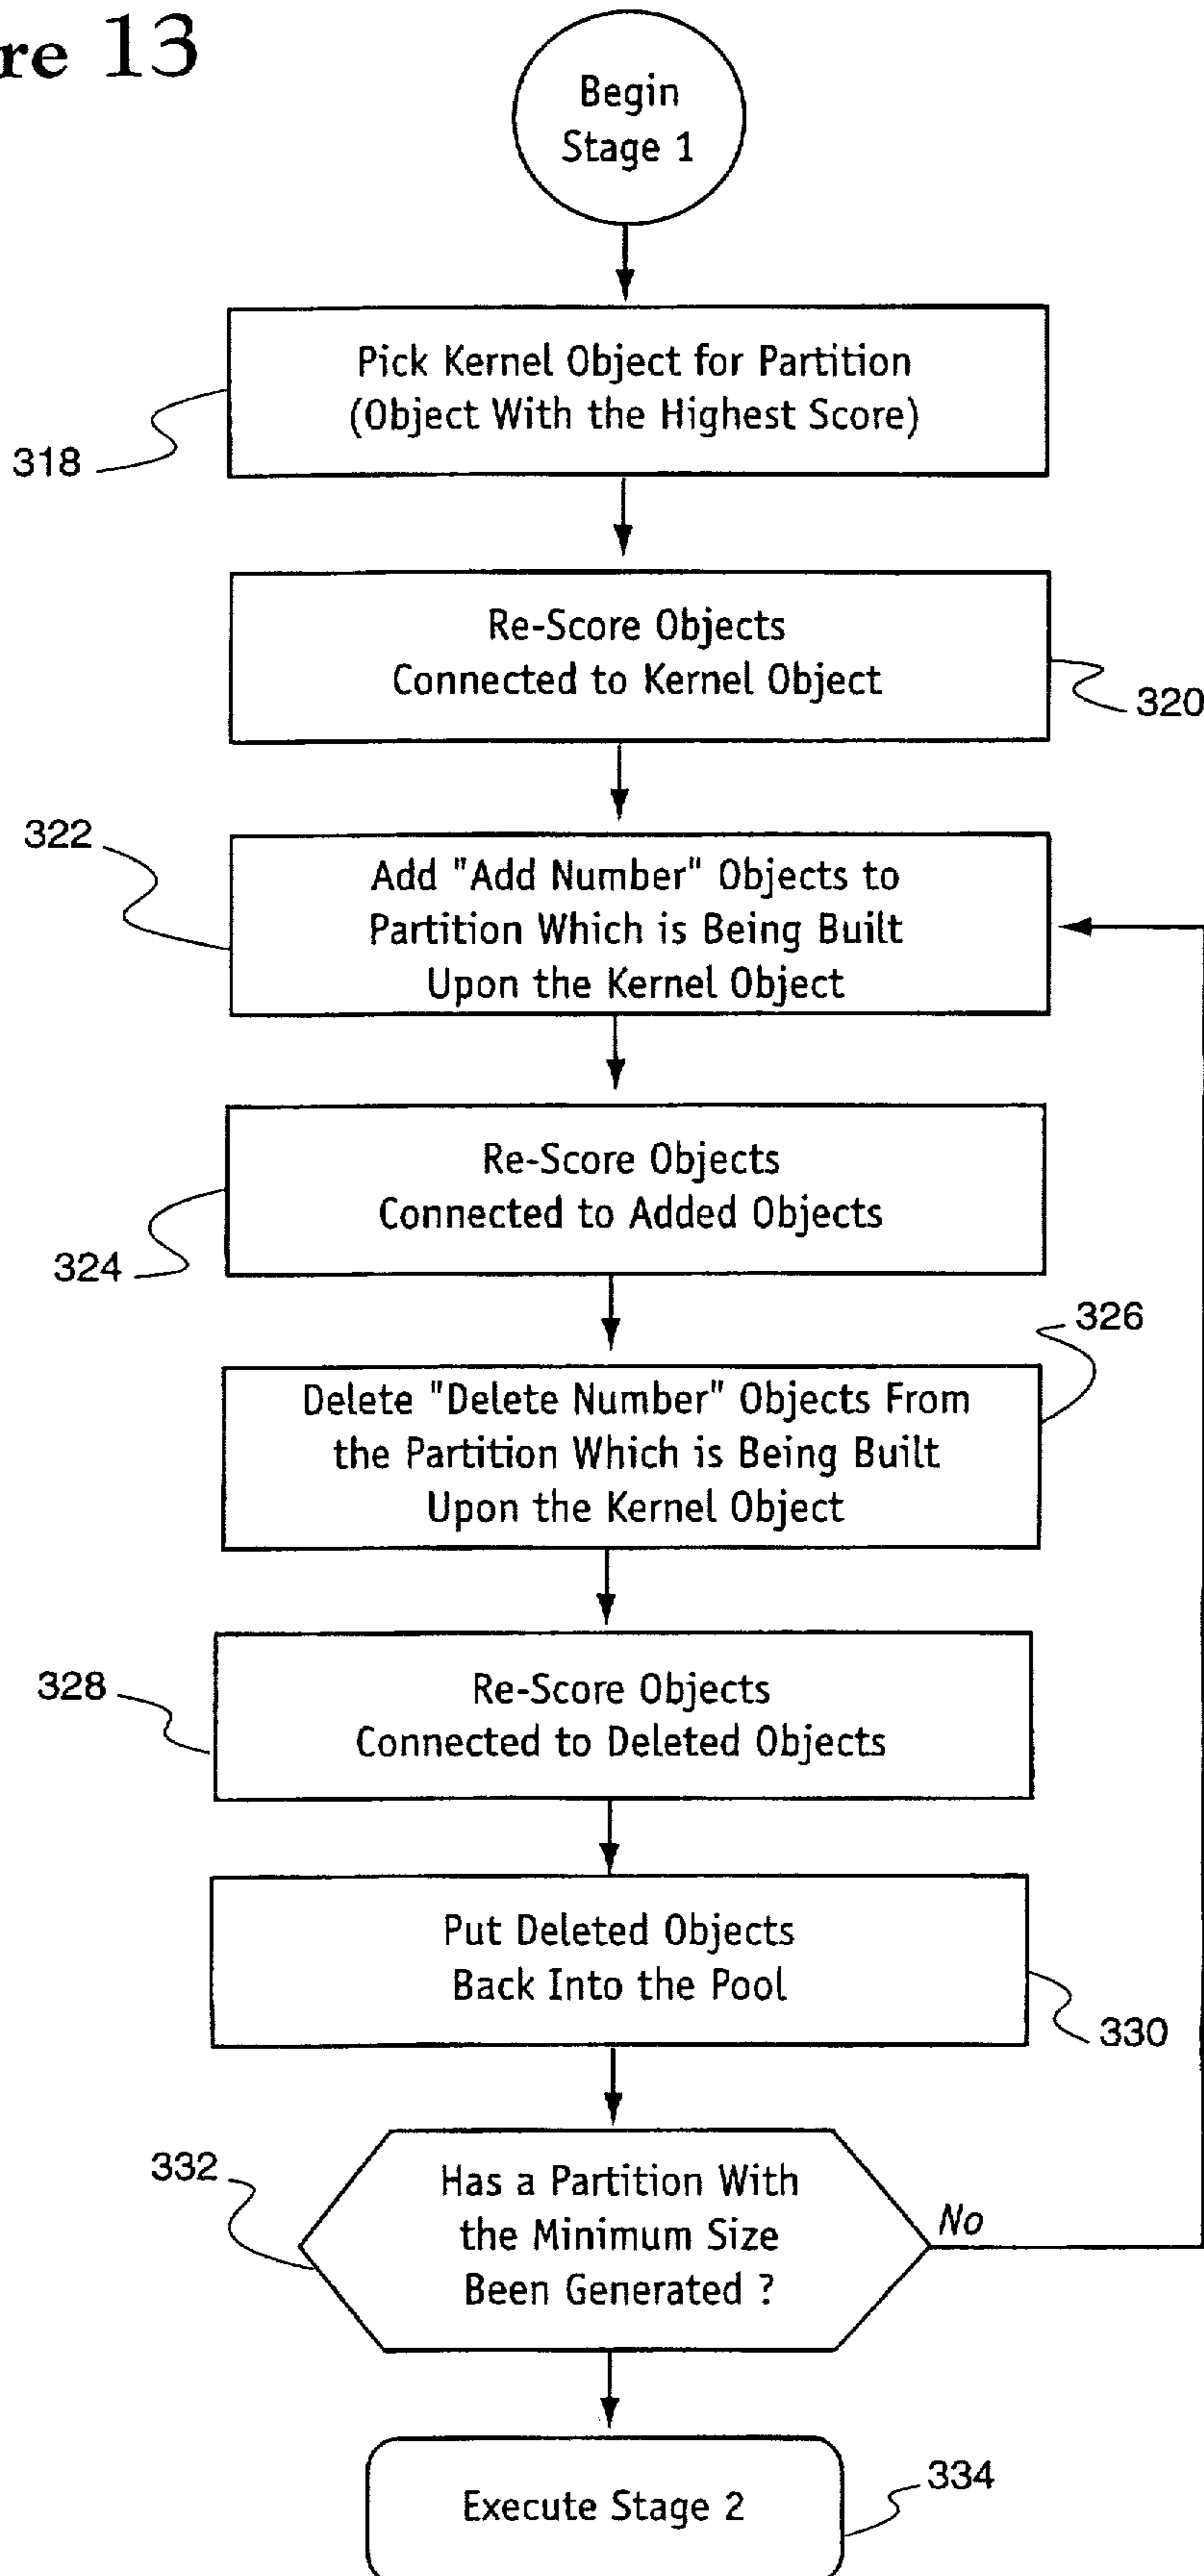 re 13
Begin
Stage 1
Pick Kernel Object for Partition
(Object With the Highest Score)
318
Re-Score Objects
Connected to Kernel Object
320
322
Add "Add Number" Objects to
Partition Which is Being Built
Upon the Kernel Object
Re-Score Objects
Connected to Added Objects
324
326
Delete "Delete Number" Objects From
the Partition Which is Being Built
Upon the Kernel Object
328
Re-Score Objects
Connected to Deleted Objects
Put Deleted Objects
Back Into the Pool
330
332
Has a Partition With
the Minimum Size
Been Generated ?
No
Execute Stage 2
334